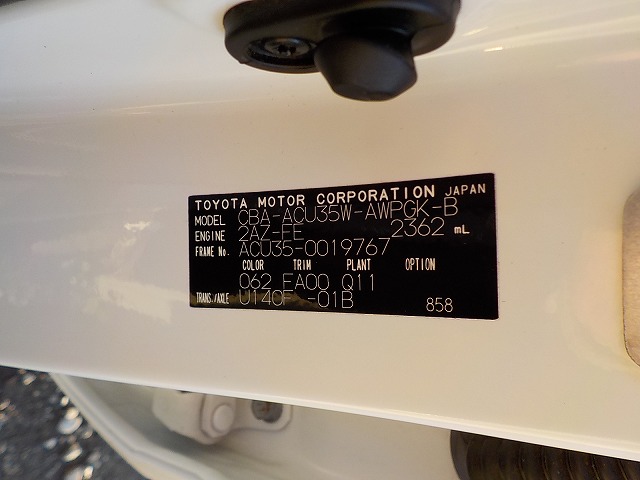 TOYOTA MOTOR CORPORATION JAPAN
MODEL CBA-ACU35W-AWPGK-B
ENGINE 2AZ-FE 2362 mL
FRAME No. ACU35-0019767
COLOR TRIM PLANT OPTION
062 FA00 Q11
TRANS./AXLE U140F -01B
858